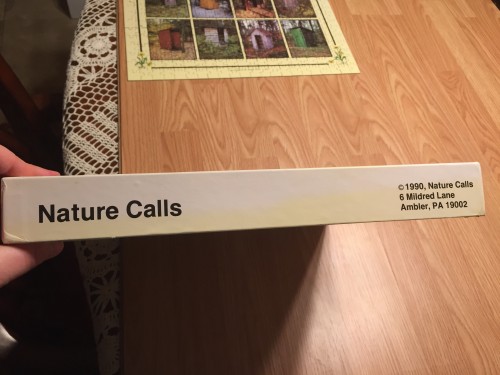 Nature Calls
© 1990, Nature Calls
6 Mildred Lane
Ambler, PA 19002